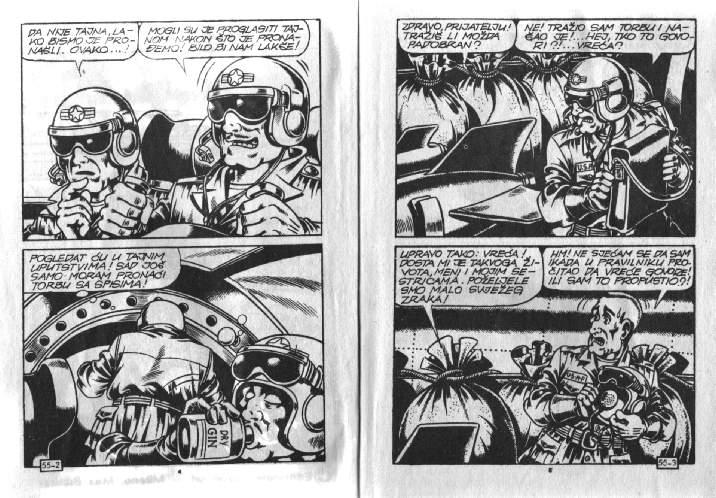 DA NIJE TAJNA, LA-
KO BISMO JE PRO-
NAŠLI. OVAKO...!
MOGLI SU JE PROGLASITI TAJ-
NOM NAKON ŠTO JE PRONA-
ĐEMO! BILO BI NAM LAKŠE!
POGLEDAT ĆU U TAJNIM
UPUTSTVIMA! SAD JOŠ
SAMO MORAM PRONAĆI
TORBU SA SPISIMA!
DRY
GIN
55-2
4
ZDRAVO, PRIJATELJU!
TRAŽIŠ LI MOŽDA
PADOBRAN?
NE! TRAŽIO SAM TORBU I NA-
ŠAO JE!...HEJ, TKO TO GOVO-
RI?!...VREĆA?
U.S.A.F.
UPRAVO TAKO: VREĆA!
DOSTA MI JE TAKVOGA ŽI-
VOTA, MENI I MOJIM SE-
STRICAMA. POŽELJELE
SMO MALO SVJEŽEG
ZRAKA!
HM! NE SJEĆAM SE DA SAM
IKADA U PRAVILNIKU PRO-
ČITAO DA VREĆE GOVORE!
ILI SAM TO PROPUSTIO?!
U.S.A.F.
55-3
5